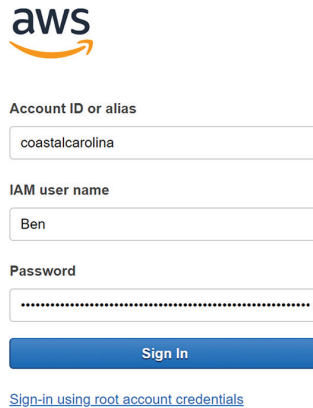 aws
Account ID or alias
coastalcarolina
IAM user name
Ben
Password
Sign In
Sign-in using root account credentials